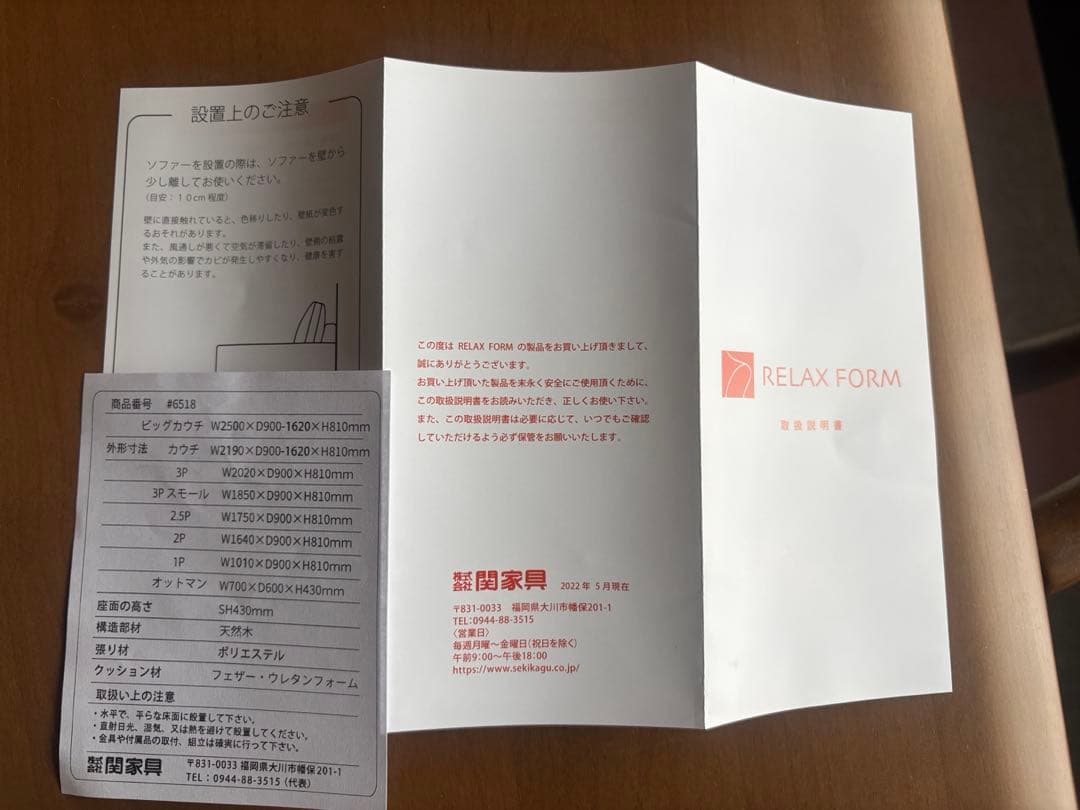 設置上のご注意
ソファーを設置の際は、ソファーを壁から
少し離してお使いください。
（目安：１０cm 程度）
壁に直接触れていると、色移りしたり、壁紙が変色す
るおそれがあります。
また、風通しが悪くて空気が滞留したり、壁側の結露
や外気の影響でカビが発生しやすくなり、健康を害す
ることがあります。
商品番号 #6518
ビッグカウチ W2500×D900-1620×H810mm
外形寸法 カウチ W2190×D900-1620×H810mm
3P W2020×D900×H810mm
3Pスモール W1850×D900×H810mm
2.5P W1750×D900×H810mm
2P W1640×D900×H810mm
1P W1010×D900×H810mm
オットマン W700×D600×H430mm
座面の高さ SH430mm
構造部材 天然木
張り材 ポリエステル
クッション材 フェザー・ウレタンフォーム
取扱い上の注意
・水平で、平らな床面に設置して下さい。
・直射日光、湿気、又は熱を避けて設置してください。
・金具や付属品の取付、組立は確実に行って下さい。
株式会社 関家具 〒831-0033 福岡県大川市幡保201-1
TEL：0944-88-3515（代表）
この度は RELAX FORM の製品をお買い上げ頂きまして、
誠にありがとうございます。
お買い上げ頂いた製品を末永く安全にご使用頂くために、
この取扱説明書をお読みいただき、正しくお使い下さい。
また、この取扱説明書は必要に応じて、いつでもご確認
していただけるよう必ず保管をお願いいたします。
株式会社 関家具 2022年 5月現在
〒831-0033 福岡県大川市幡保201-1
TEL:0944-88-3515
〈営業日〉
毎週月曜～金曜日(祝日を除く)
午前9:00～午後18:00
https://www.sekikagu.co.jp/
RELAX FORM
取扱説明書